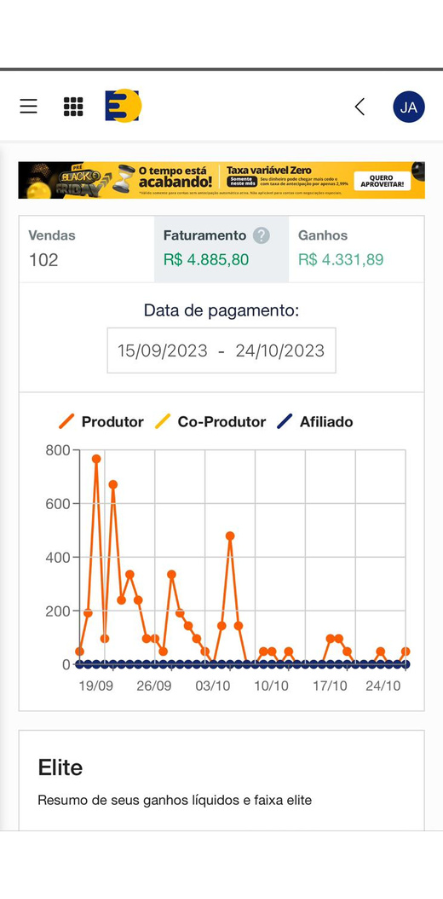 JA
PRÉ
BLACK
FRIDAY
O tempo está
acabando!
Taxa variável Zero
Somente
neste mês
Seu dinheiro pode chegar mais cedo e
com taxa de antecipação por apenas 2,99%
QUERO
APROVEITAR!
Vendas
102
Faturamento ?
R$ 4.885,80
Ganhos
R$ 4.331,89
Data de pagamento:
15/09/2023 - 24/10/2023
Produtor Co-Produtor Afiliado
800
600
400
200
0
19/09 26/09 03/10 10/10 17/10 24/10
Elite
Resumo de seus ganhos líquidos e faixa elite